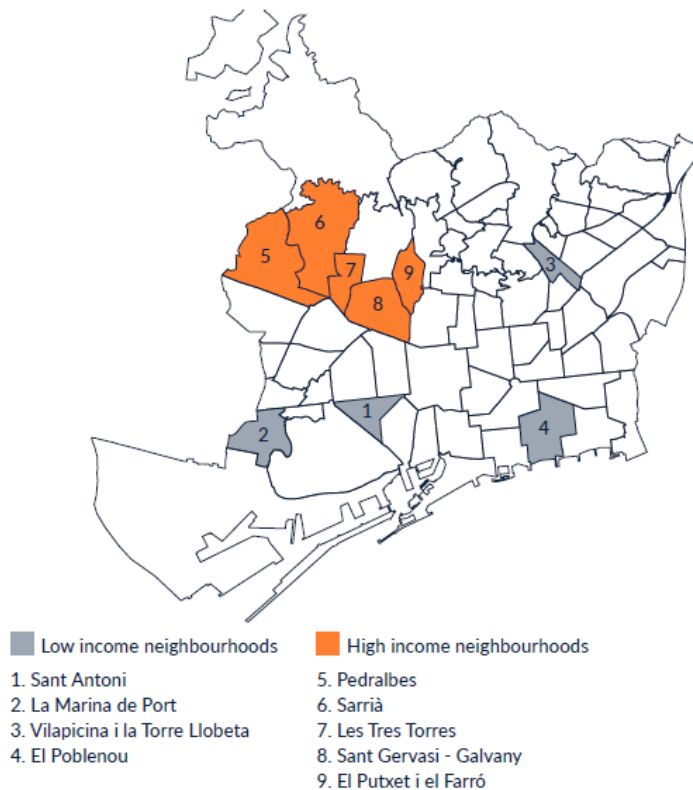 6
5
7
9
8
3
1
2
4
Low income neighbourhoods
1. Sant Antoni
2. La Marina de Port
3. Vilapicina i la Torre Llobeta
4. El Poblenou
High income neighbourhoods
5. Pedralbes
6. Sarrià
7. Les Tres Torres
8. Sant Gervasi - Galvany
9. El Putxet i el Farró